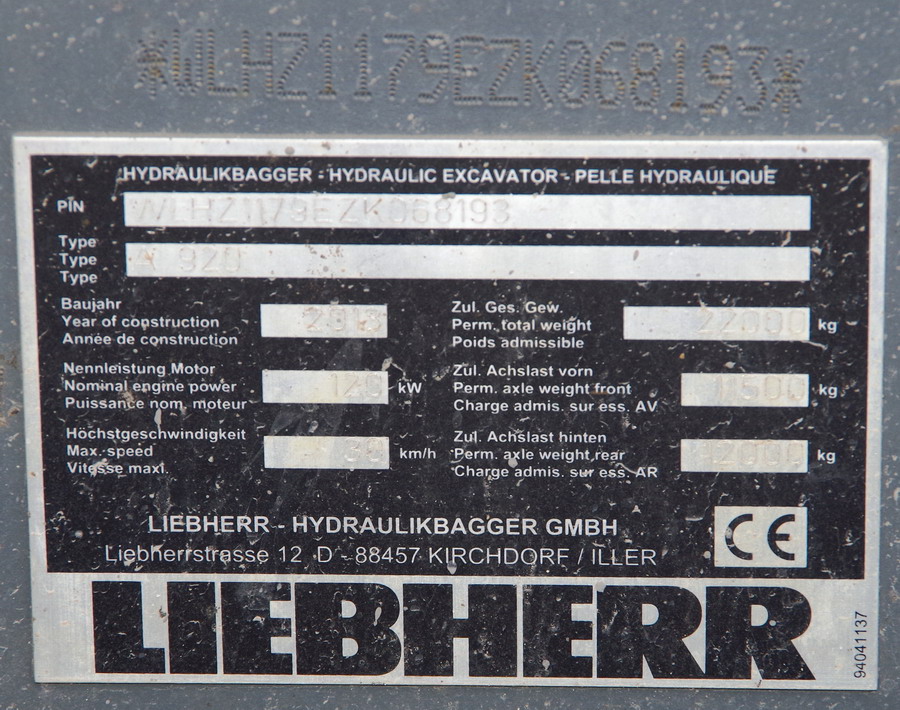 *WLHZ1179EZK068193*
HYDRAULIKBAGGER - HYDRAULIC EXCAVATOR - PELLE HYDRAULIQUE
PIN WLHZ1179EZK068193
Type
Type A 920
Type
Baujahr
Year of construction
Année de construction
Zul. Ges. Gew.
Perm. total weight 22000 kg
Poids admissible
Nennleistung Motor
Nominal engine power 120 kW
Puissance nom. moteur
Zul. Achslast vorn
Perm. axle weight front kg
Charge admis. sur ess. AV
Höchstgeschwindigkeit
Max. speed km/h
Vitesse maxl.
Zul. Achslast hinten
Perm. axle weight rear kg
Charge admis. sur ess. AR
LIEBHERR - HYDRAULIKBAGGER GMBH
Liebherrstrasse 12 D - 88457 KIRCHDORF / ILLER
CE
LIEBHERR
94041137